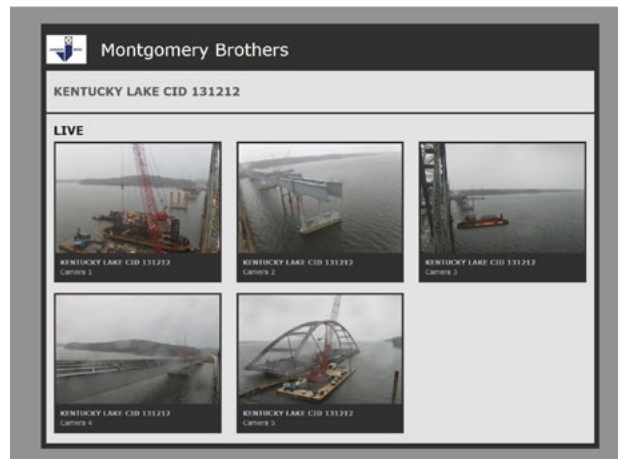 Montgomery Brothers
KENTUCKY LAKE CID 131212
LIVE
KENTUCKY LAKE CID 131212
Camera 1
KENTUCKY LAKE CID 131212
Camera 2
KENTUCKY LAKE CID 131212
Camera 3
KENTUCKY LAKE CID 131212
Camera 4
KENTUCKY LAKE CID 131212
Camera 5